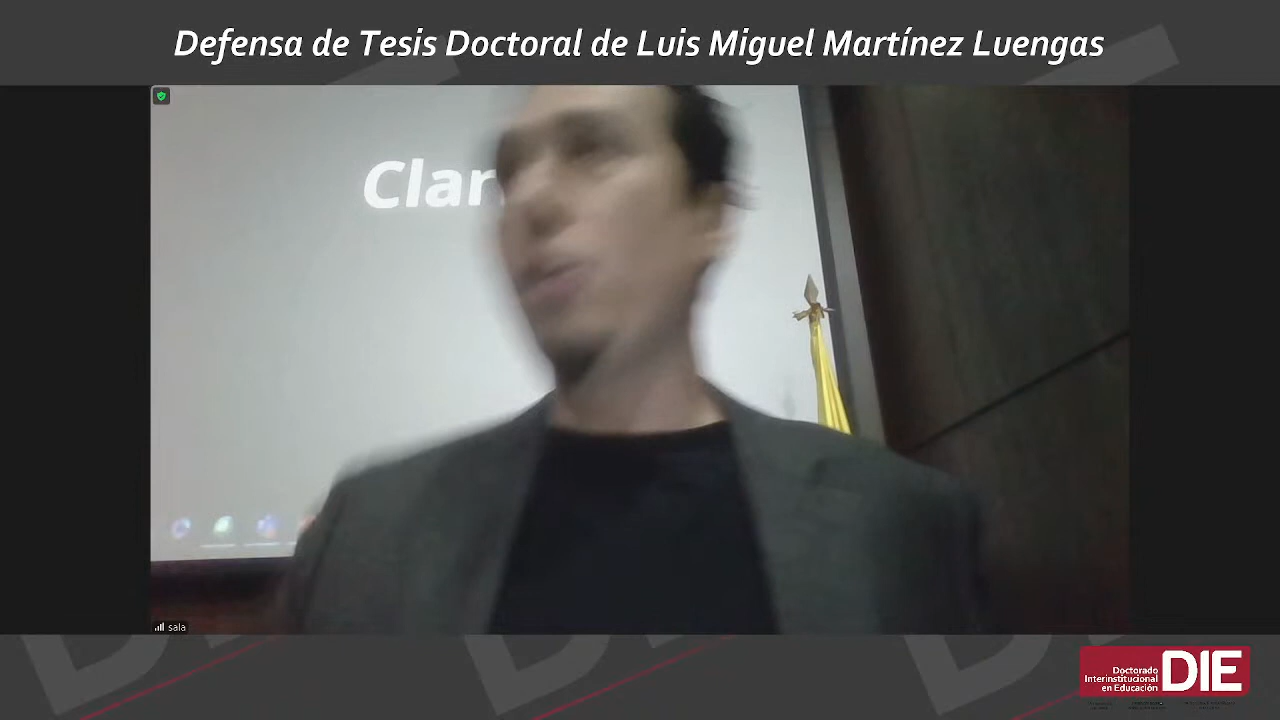 Defensa de Tesis Doctoral de Luis Miguel Martínez Luengas
Clar
sala
Doctorado
Interinstitucional
en Educación
DIE